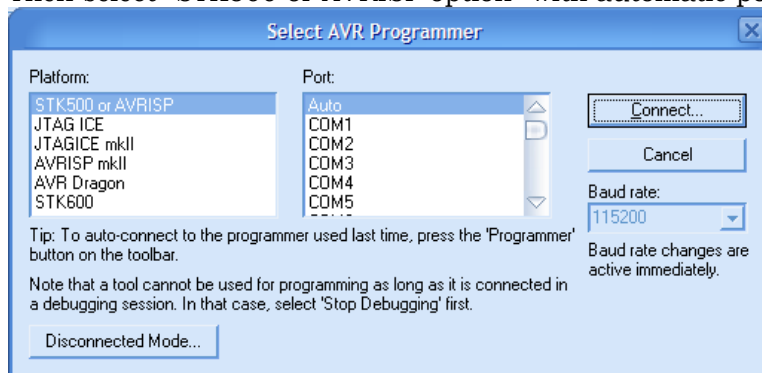 Select AVR Programmer
Platform:
Port:
STK500 or AVRISP
JTAG ICE
JTAGICE mkII
AVRISP mkII
AVR Dragon
STK600
Auto
COM1
COM2
COM3
COM4
COM5
Connect...
Cancel
Baud rate:
115200
Baud rate changes are
active immediately.
Tip: To auto-connect to the programmer used last time, press the 'Programmer'
button on the toolbar.
Note that a tool cannot be used for programming as long as it is connected in
a debugging session. In that case, select 'Stop Debugging' first.
Disconnected Mode...